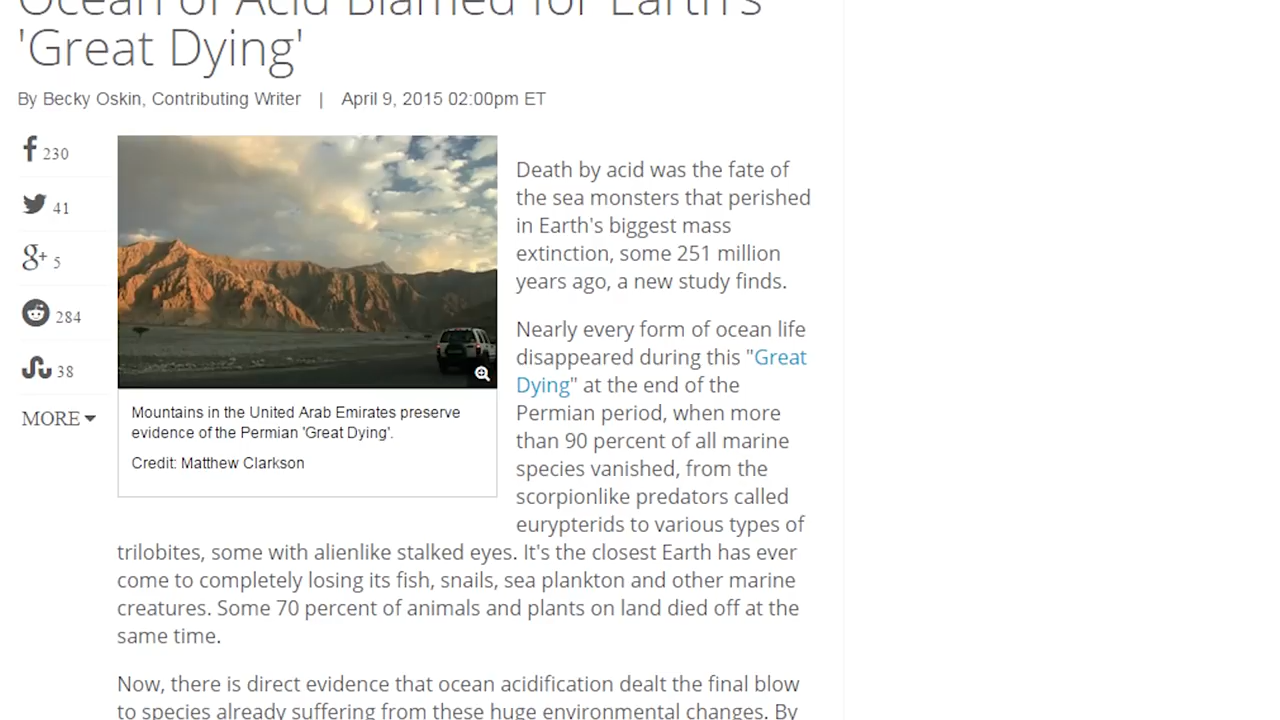 Ocean of Acid Blamed for Earth's
'Great Dying'
By Becky Oskin, Contributing Writer | April 9, 2015 02:00pm ET
230
41
g+ 5
284
38
MORE
Mountains in the United Arab Emirates preserve
evidence of the Permian 'Great Dying'.
Credit: Matthew Clarkson
Death by acid was the fate of
the sea monsters that perished
in Earth's biggest mass
extinction, some 251 million
years ago, a new study finds.
Nearly every form of ocean life
disappeared during this "Great
Dying" at the end of the
Permian period, when more
than 90 percent of all marine
species vanished, from the
scorpionlike predators called
eurypterids to various types of
trilobites, some with alienlike stalked eyes. It's the closest Earth has ever
come to completely losing its fish, snails, sea plankton and other marine
creatures. Some 70 percent of animals and plants on land died off at the
same time.
Now, there is direct evidence that ocean acidification dealt the final blow
to species already suffering from these huge environmental changes. By